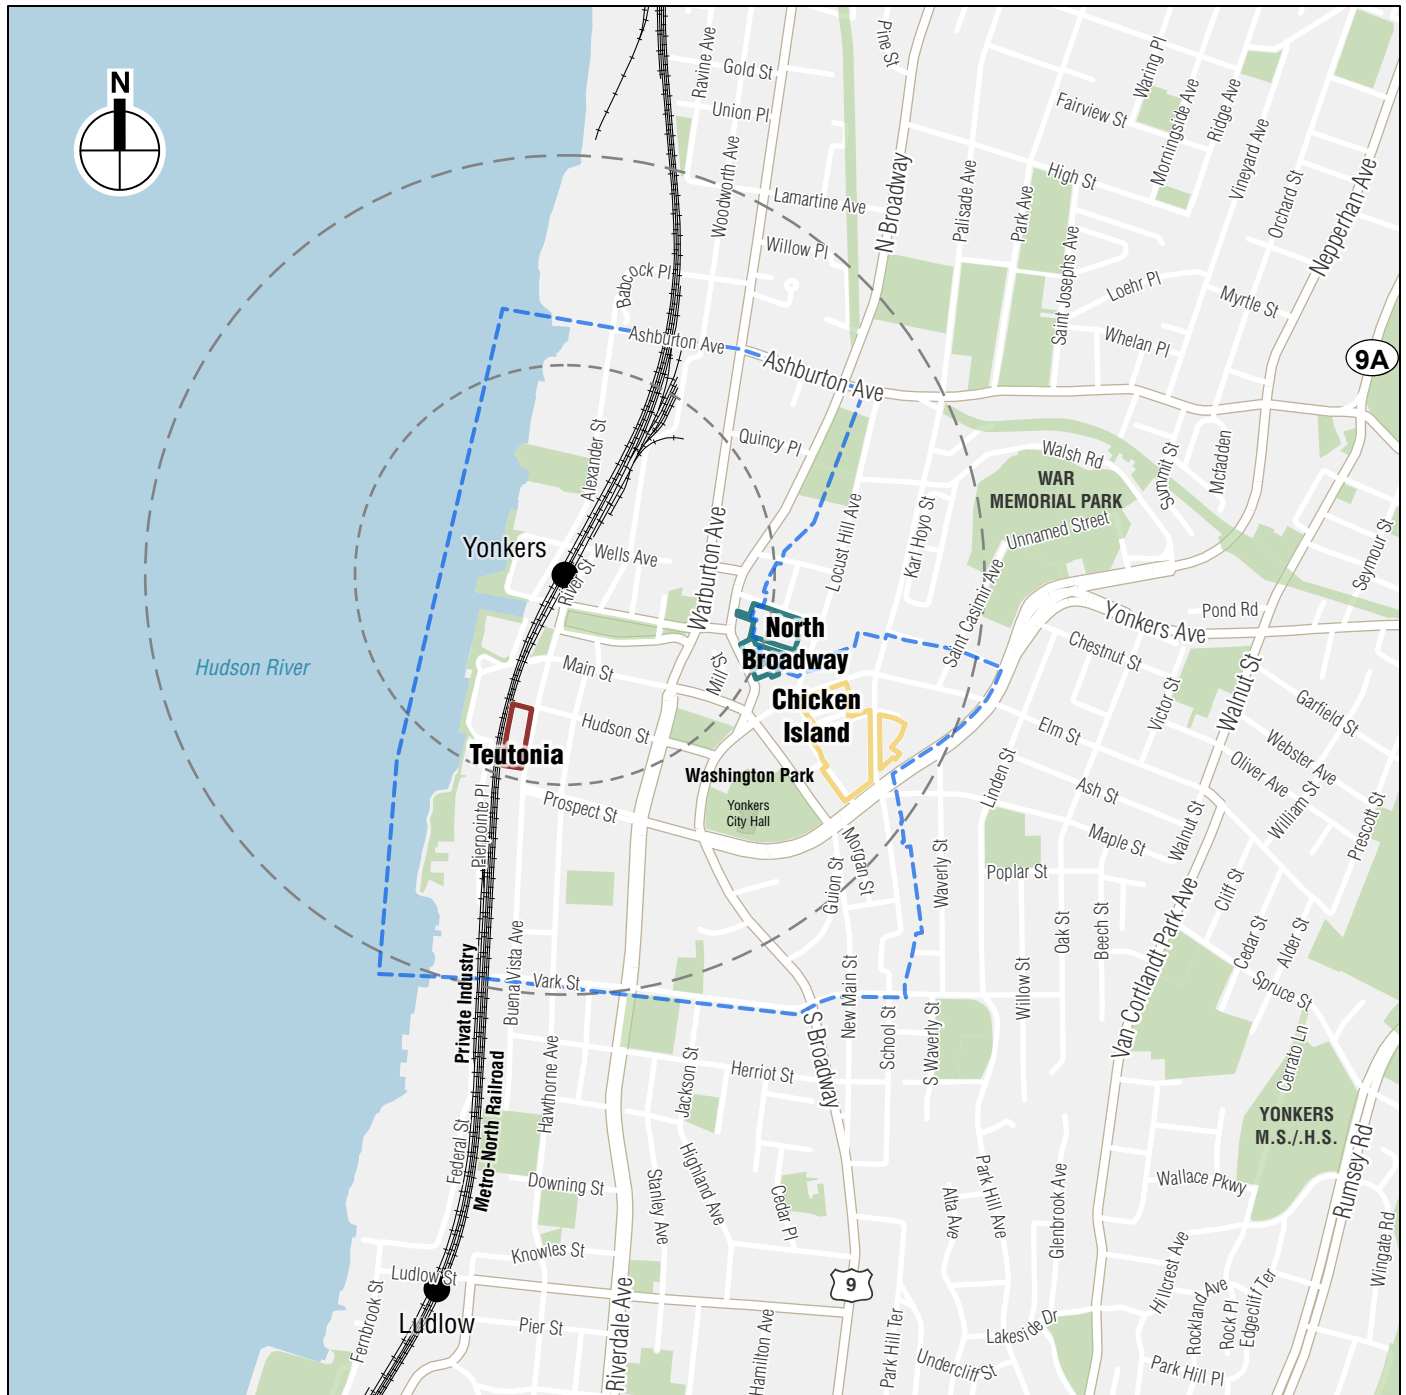 N
Ravine Ave
Pine St
Gold St
Waring Pl
Union Pl
Fairview St
Morningside Ave
Ridge Ave
Vineyard Ave
Woodworth Ave
N Broadway
Palisade Ave
Park Ave
High St
Orchard St
Nepperhan Ave
Lamartine Ave
Willow Pl
Saint Josephs Ave
Babcock Pl
Loehr Pl
Myrtle St
Ashburton Ave
Ashburton Ave
Whelan Pl
9A
Alexander St
Quincy Pl
Walsh Rd
Summit St
Mcfadden
WAR
MEMORIAL PARK
Locust Hill Ave
Karl Hoyo St
Unnamed Street
Seymour St
Yonkers
Wells Ave
River St
Warburton Ave
Saint Casimir Ave
Yonkers Ave
Pond Rd
North
Broadway
Chestnut St
Hudson River
Main St
Mill St
Victor St
Walnut St
Garfield St
Chicken
Island
Hudson St
Elm St
Webster Ave
Oliver Ave
Teutonia
Washington Park
Yonkers
City Hall
Linden St
Ash St
William St
Prescott St
Pierpointe Pl
Prospect St
Morgan St
Guion St
Waverly St
Maple St
Walnut St
Poplar St
Cliff St
Van Cortlandt Park Ave
Oak St
Beech St
Cedar St
Alder St
Private Industry
Buena Vista Ave
Vark St
New Main St
Willow St
Spruce St
S Broadway
School St
S Waverly St
Metro-North Railroad
Hawthorne Ave
Jackson St
Herriot St
Cerrato Ln
YONKERS
M.S./.H.S.
Rumsey Rd
Federal St
Downing St
Stanley Ave
Highland Ave
Cedar Pl
Alta Ave
Park Hill Ave
Glenbrook Ave
Wallace Pkwy
Wingate Rd
Knowles St
Ludlow St
Ludlow
Fernbrook St
Pier St
Riverdale Ave
9
Hamilton Ave
Park Hill Ter
Undercliff St
Lakeside Dr
Hillcrest Ave
Rockland Ave
Rock Pl
Edgecliff Ter
Park Hill Pl